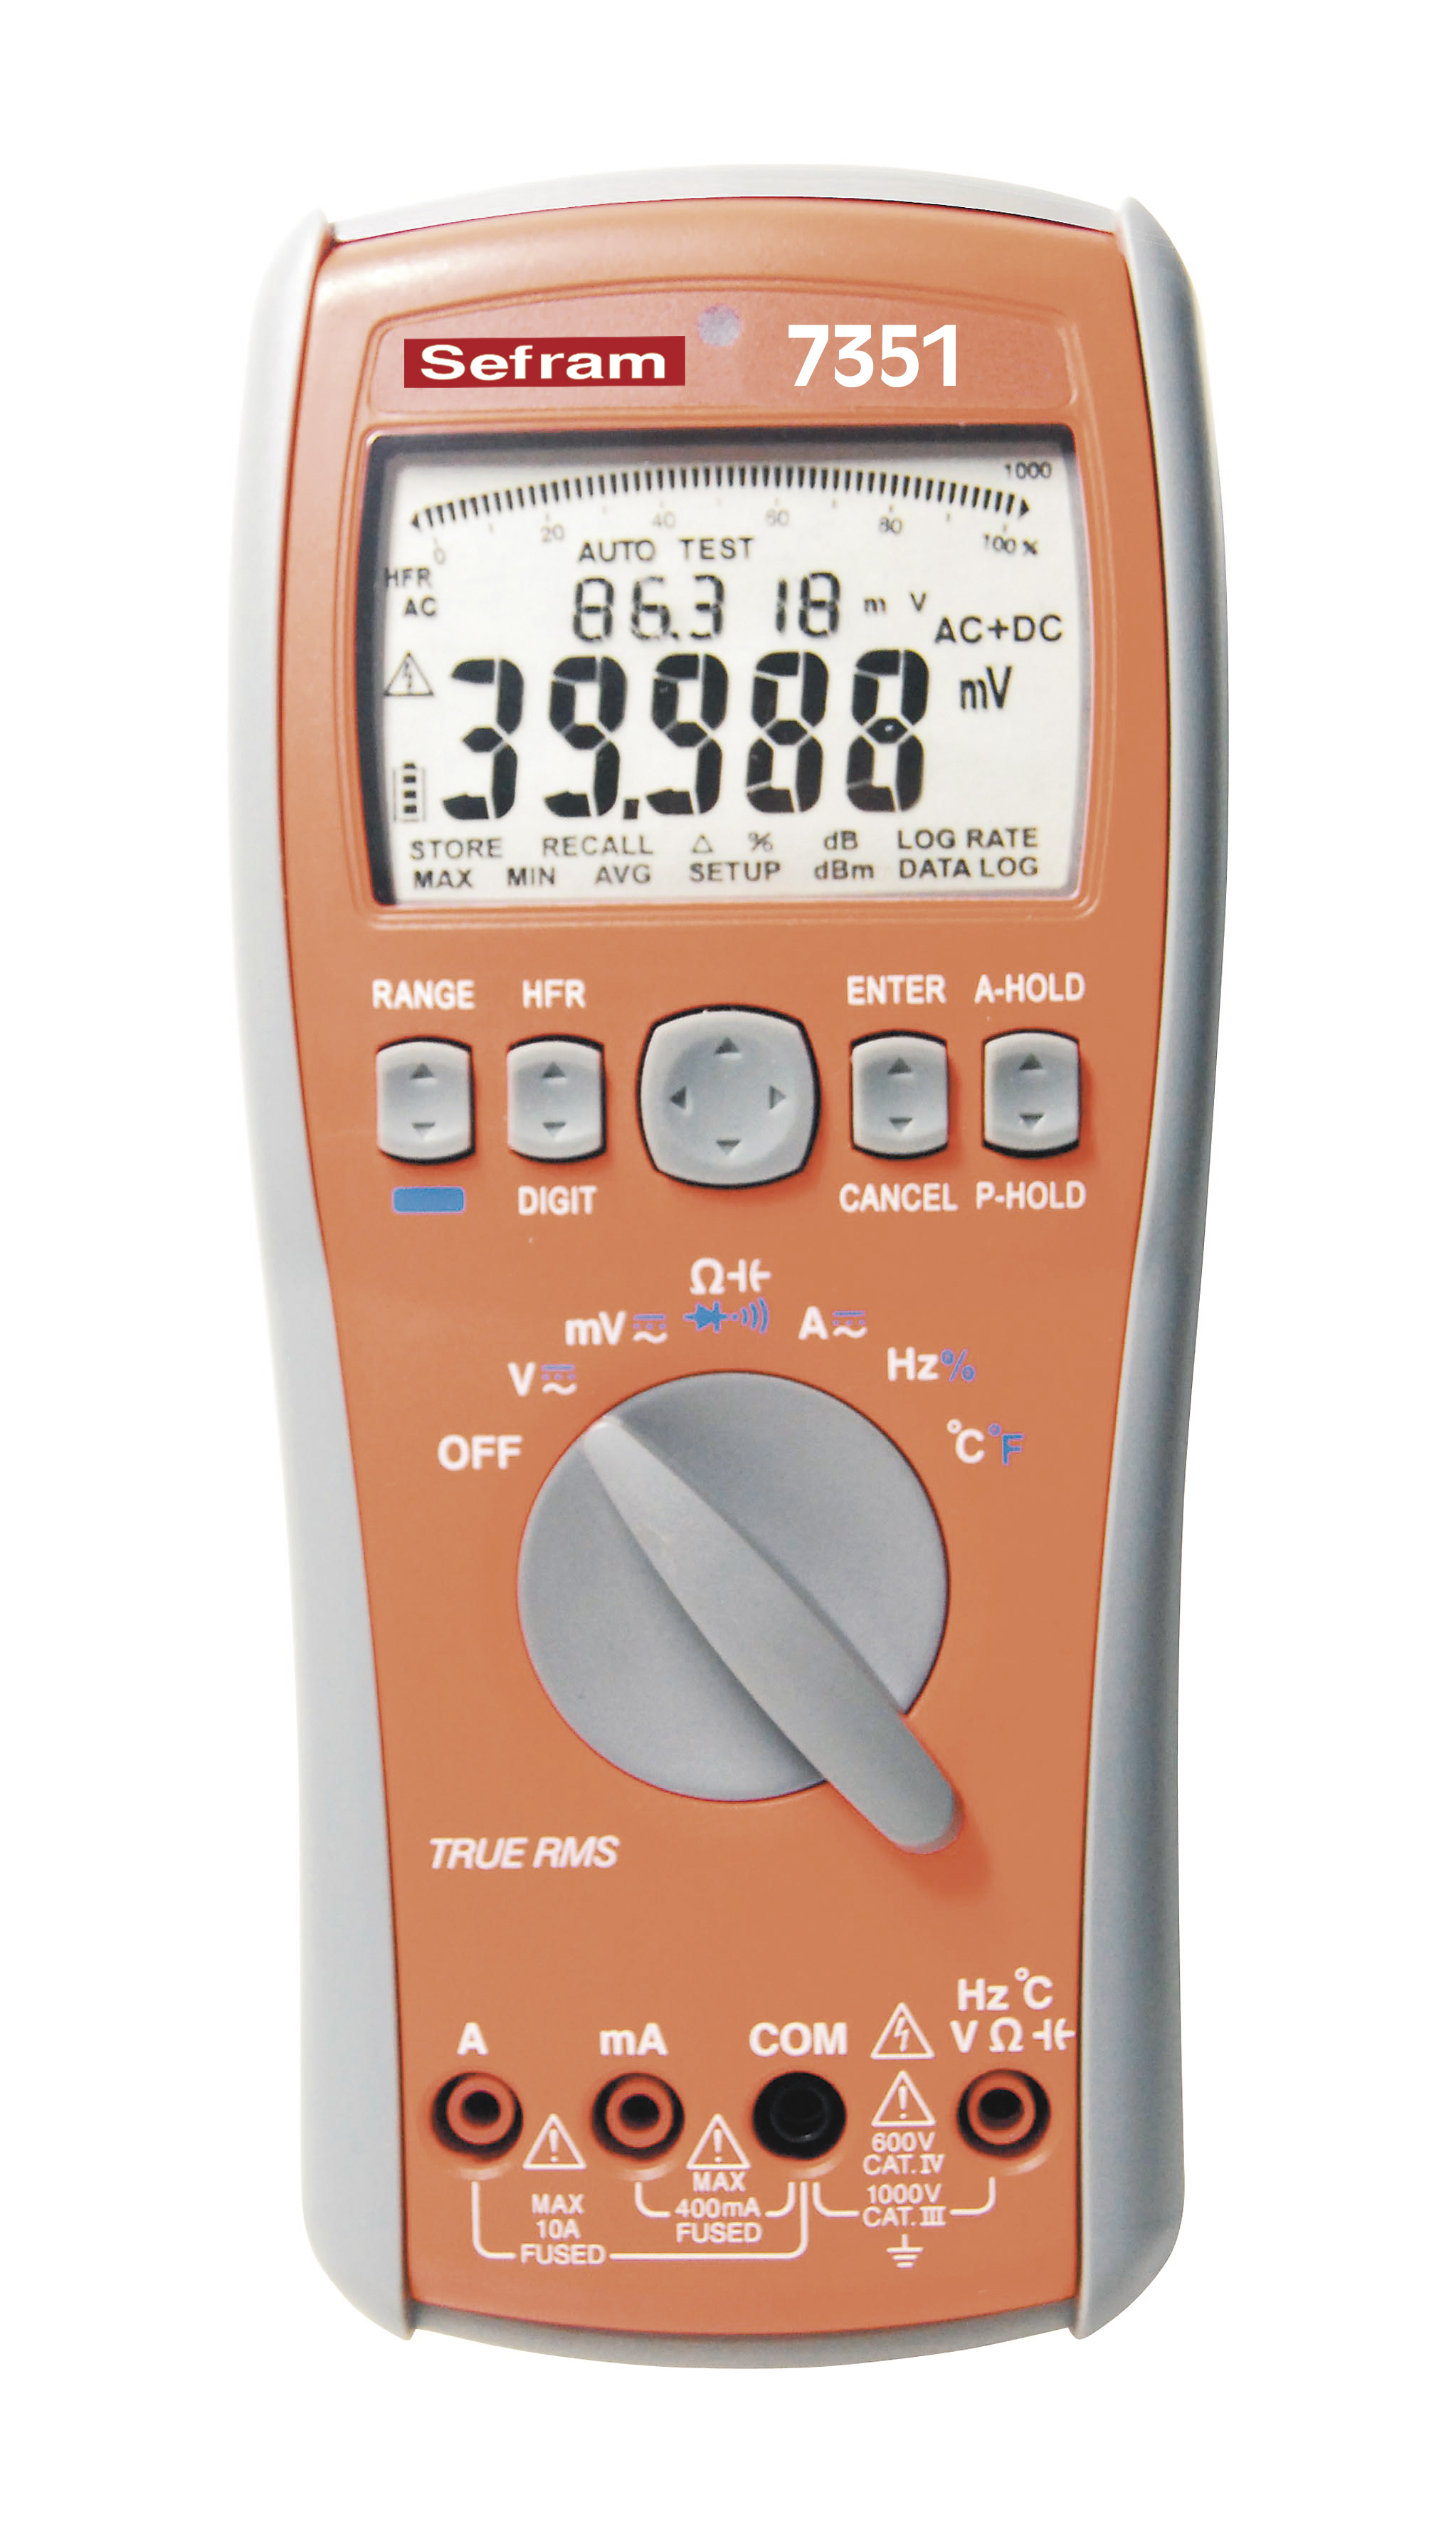 Sefram 7351
1000
0 20 40 60 80 100 %
AUTO TEST
HFR
AC
86.318 m V
AC+DC
39.988 mV
STORE RECALL △ % dB LOG RATE
MAX MIN AVG SETUP dBm DATA LOG
RANGE HFR ENTER A-HOLD
DIGIT CANCEL P-HOLD
Ω
mV A
V Hz%
OFF °C°F
TRUE RMS
Hz °C
A mA COM V Ω
600V
CAT. IV
MAX
400mA
FUSED
1000V
CAT. III
MAX
10A
FUSED